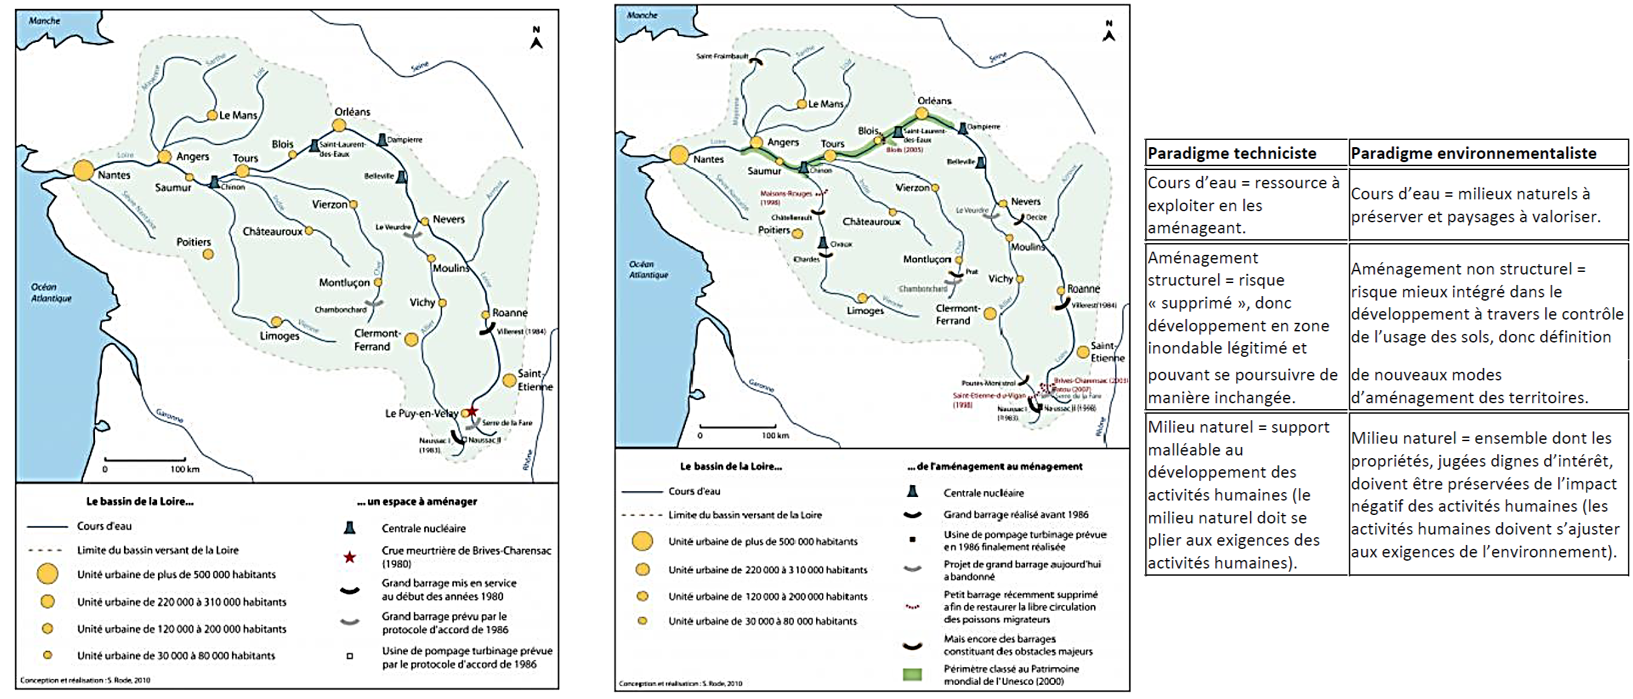 Manche
N
Seine
Mayenne
Sarthe
Loir
Le Mans
Orléans
Dampierre
Blois
Saint-Laurent-
des-Eaux
Loire
Angers
Tours
Nantes
Saumur
Chinon
Belleville
Sèvre Nantaise
Indre
Vierzon
Nevers
Le Veurdre
Châteauroux
Poitiers
Cher
Moulins
Loire
Océan
Atlantique
Montluçon
Chambonchard
Vichy
Roanne
Villerest (1984)
Vienne
Limoges
Clermont-
Ferrand
Allier
Saint-
Etienne
Le Puy-en-Velay
Serre de la Fare
Naussac I
(1983)
Naussac II
Garonne
Rhône
0 100 km
Le bassin de la Loire...
Cours d'eau
Limite du bassin versant de la Loire
Unité urbaine de plus de 500 000 habitants
Unité urbaine de 220 000 à 310 000 habitants
Unité urbaine de 120 000 à 200 000 habitants
Unité urbaine de 30 000 à 80 000 habitants
...un espace à aménager
Centrale nucléaire
Crue meurtrière de Brives-Charensac
(1980)
Grand barrage mis en service
au début des années 1980
Grand barrage prévu par le
protocole d'accord de 1986
Usine de pompage turbinage prévue
par le protocole d'accord de 1986
Conception et réalisation : S. Rode, 2010
Manche
N
Seine
Saint-Fraimbault
Sarthe
Mayenne
Loir
Le Mans
Orléans
Dampierre
Blois
Saint-Laurent-
des-Eaux
Blois (2005)
Loire
Angers
Tours
Nantes
Saumur
Chinon
Belleville
Sèvre Nantaise
Maisons-Rouges
(1998)
Indre
Vierzon
Nevers
Le Veurdre
Decize
Châtellerault
Châteauroux
Poitiers
Civaux
Chardes
Cher
Moulins
Océan
Atlantique
Montluçon
Prat
Chambonchard
Vichy
Roanne
Villerest (1984)
Vienne
Limoges
Clermont-
Ferrand
Allier
Loire
Saint-
Etienne
Poutès-Monistrol
Brives-Charensac (2003)
Fatou (2007)
Serre de la Fare
Saint-Etienne-du-Vigan
(1998)
Naussac I
(1983)
Naussac II (1998)
Garonne
Rhône
0 100 km
Le bassin de la Loire...
Cours d'eau
Limite du bassin versant de la Loire
Unité urbaine de plus de 500 000 habitants
Unité urbaine de 220 000 à 310 000 habitants
Unité urbaine de 120 000 à 200 000 habitants
Unité urbaine de 30 000 à 80 000 habitants
...de l'aménagement au ménagement
Centrale nucléaire
Grand barrage réalisé avant 1986
Usine de pompage turbinage prévue
en 1986 finalement réalisée
Projet de grand barrage aujourd'hui
abandonné
Petit barrage récemment supprimé
afin de restaurer la libre circulation
des poissons migrateurs
Mais encore des barrages
constituant des obstacles majeurs
Périmètre classé au Patrimoine
mondial de l'Unesco (2000)
Conception et réalisation : S. Rode, 2010
Paradigme techniciste
Paradigme environnementaliste
Cours d'eau = ressource à
exploiter en les
aménageant.
Cours d'eau = milieux naturels à
préserver et paysages à valoriser.
Aménagement
structurel = risque
« supprimé », donc
développement en zone
inondable légitimé et
pouvant se poursuivre de
manière inchangée.
Aménagement non structurel =
risque mieux intégré dans le
développement à travers le contrôle
de l'usage des sols, donc définition
de nouveaux modes
d'aménagement des territoires.
Milieu naturel = support
malléable au
développement des
activités humaines (le
milieu naturel doit se
plier aux exigences des
activités humaines).
Milieu naturel = ensemble dont les
propriétés, jugées dignes d'intérêt,
doivent être préservées de l'impact
négatif des activités humaines (les
activités humaines doivent s'ajuster
aux exigences de l'environnement).